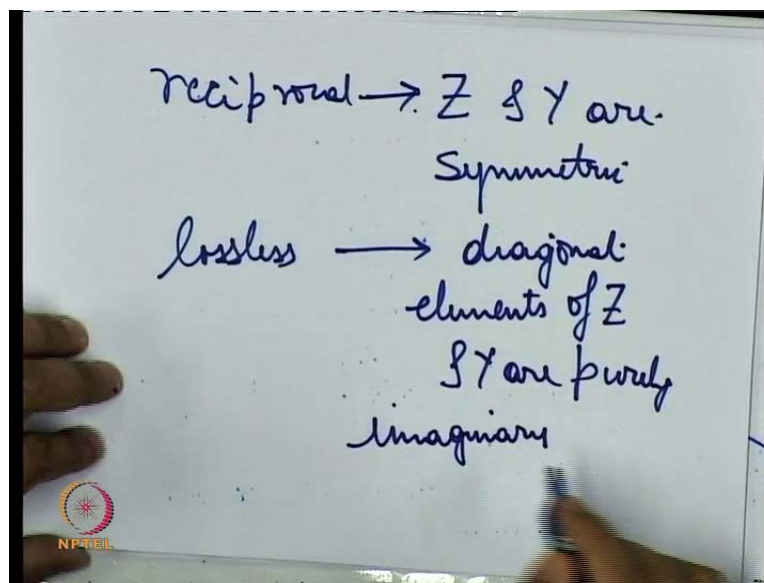 reciprocal → Z & Y are
Symmetric
lossless → diagonal
elements of Z
& Y are purely
imaginary
NPTEL